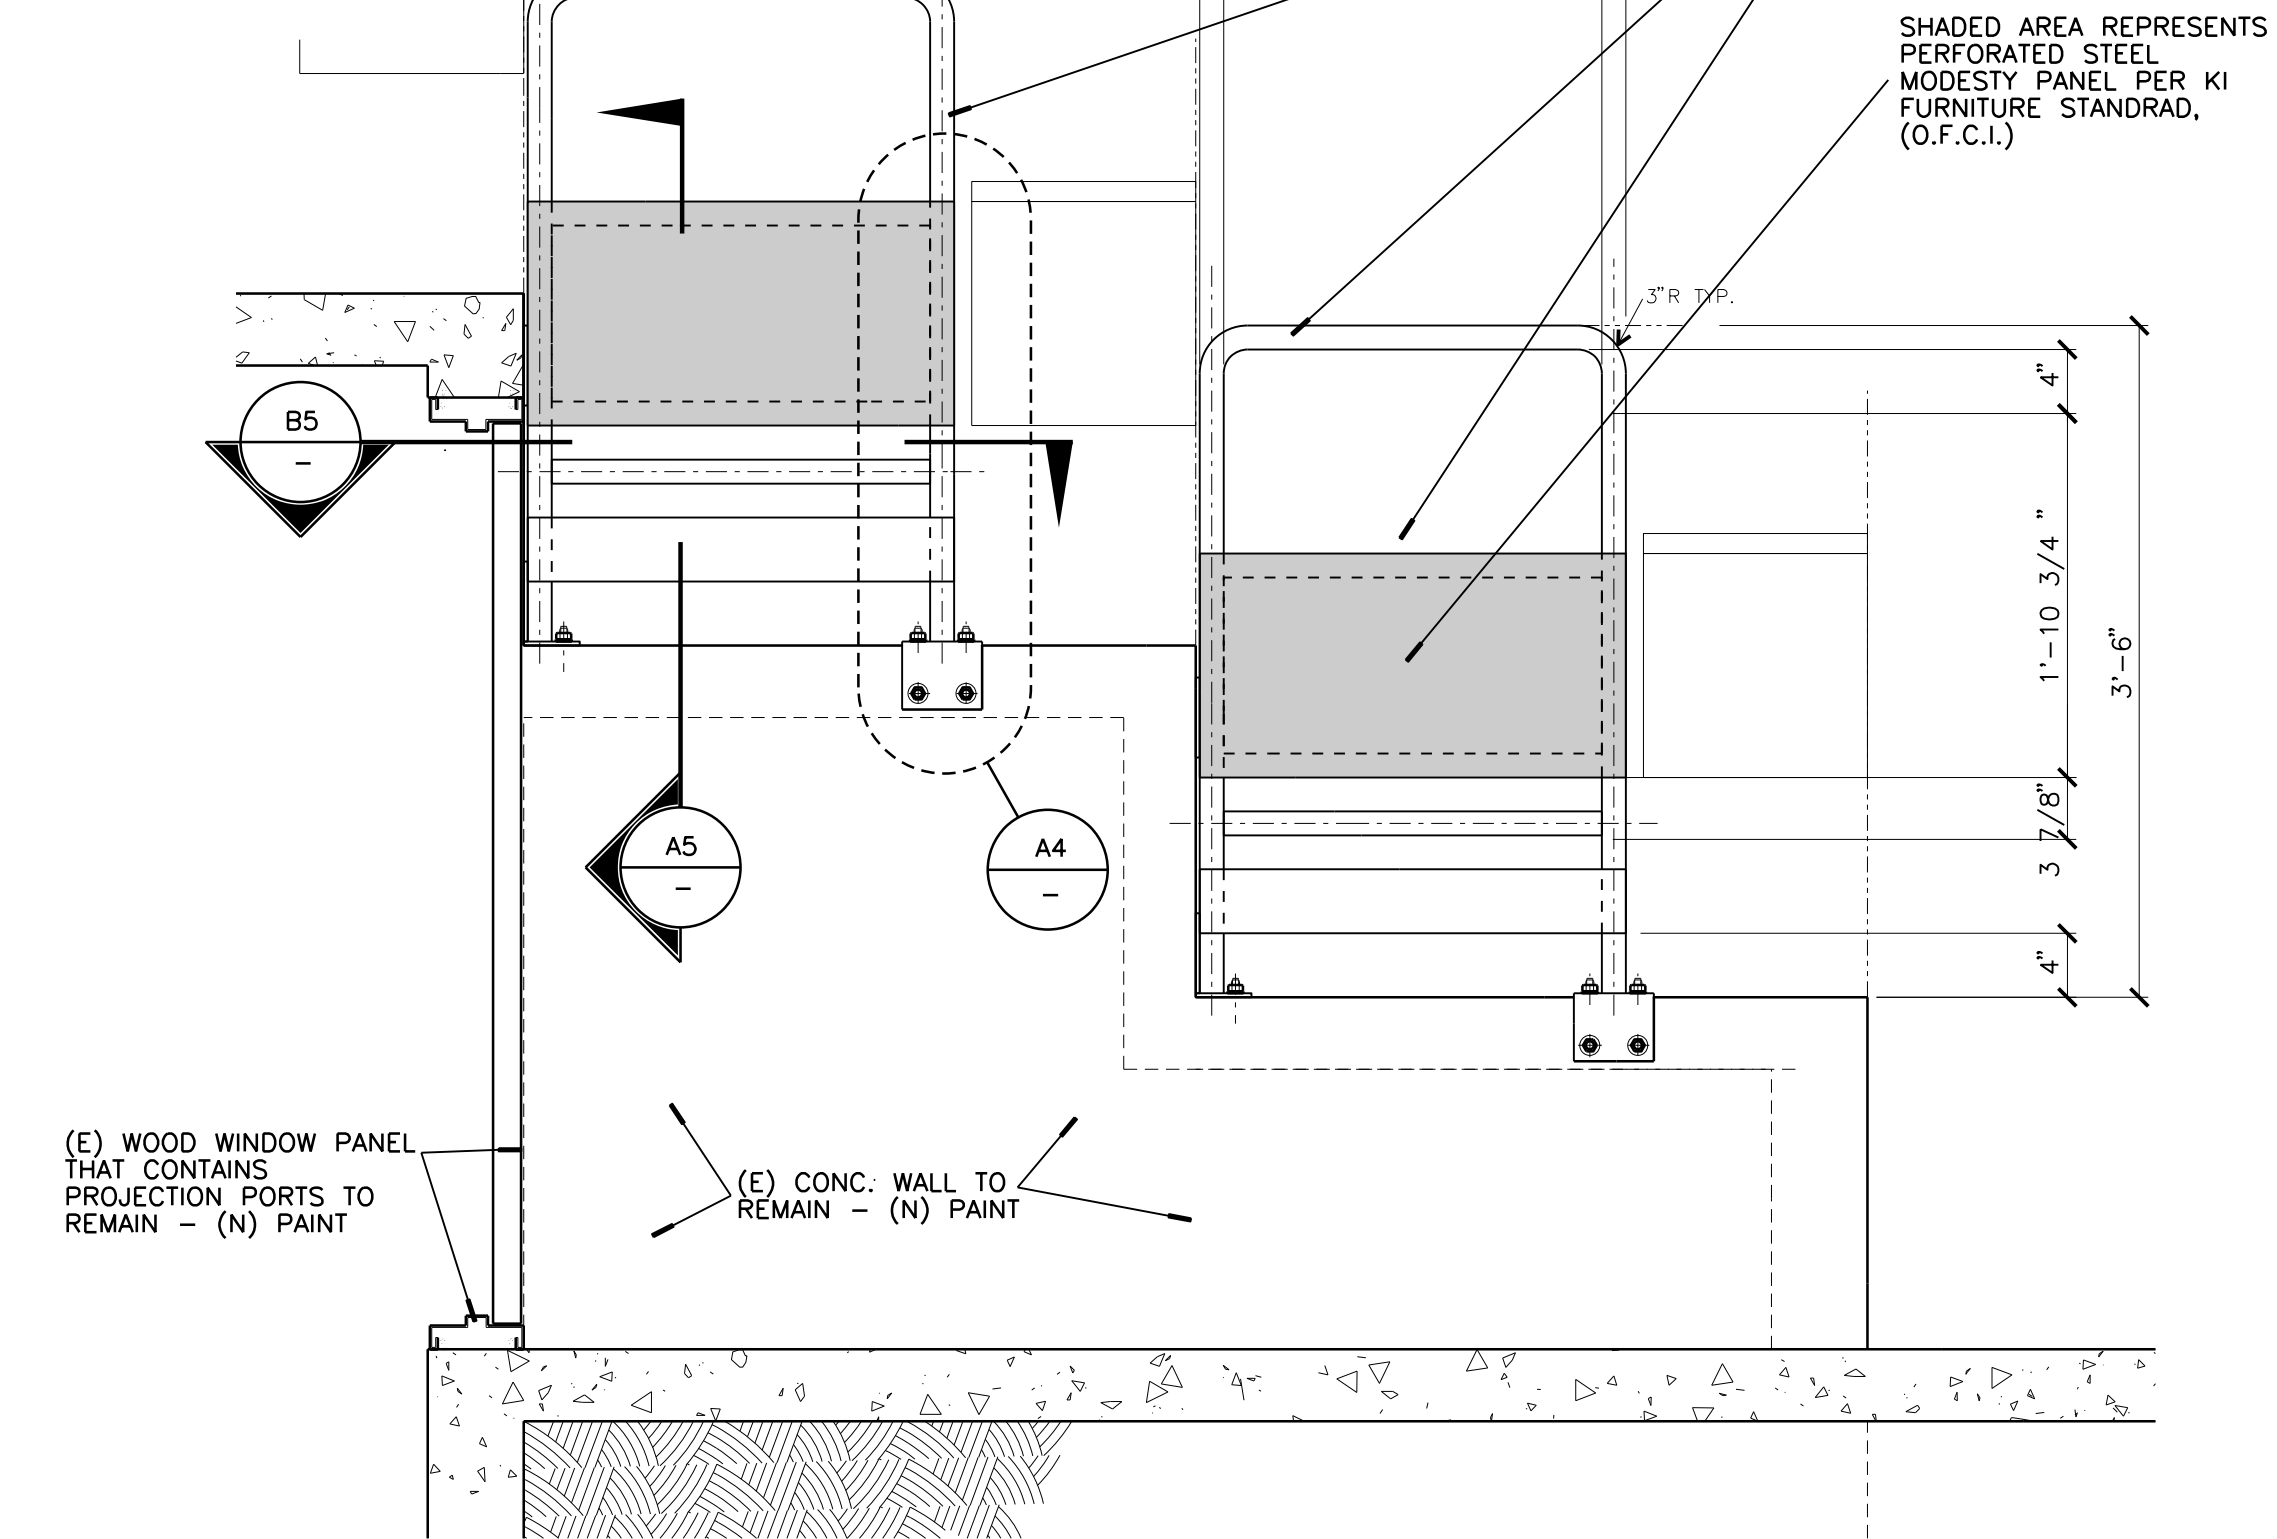 SHADED AREA REPRESENTS
PERFORATED STEEL
MODESTY PANEL PER KI
FURNITURE STANDRAD,
(O.F.C.I.)
3"R TYP.
4"
1'-10 3/4 "
3'-6"
3 7/8"
4"
B5
-
A5
-
A4
-
(E) WOOD WINDOW PANEL
THAT CONTAINS
PROJECTION PORTS TO
REMAIN - (N) PAINT
(E) CONC. WALL TO
REMAIN - (N) PAINT